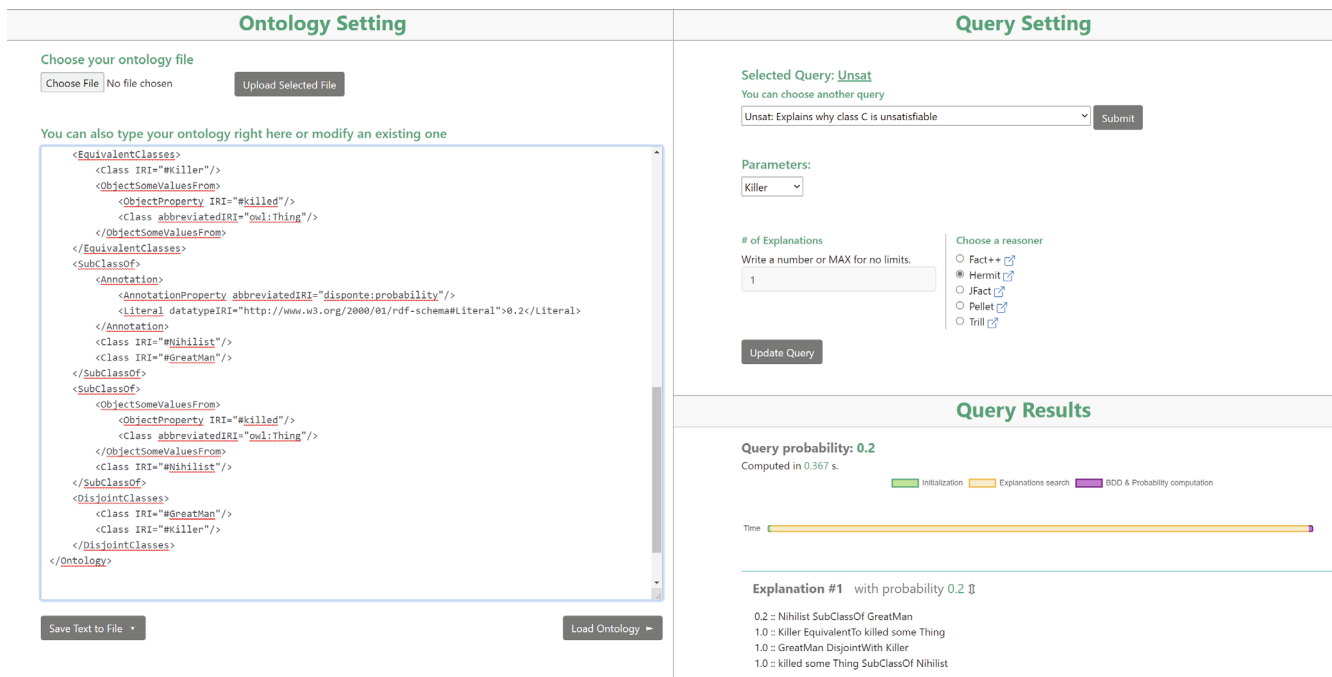 Ontology Setting
Choose your ontology file
Choose File No file chosen
Upload Selected File
You can also type your ontology right here or modify an existing one
<EquivalentClasses>
<Class IRI="#Killer"/>
<ObjectSomeValuesFrom>
<ObjectProperty IRI="#killed"/>
<Class abbreviatedIRI="owl:Thing"/>
</ObjectSomeValuesFrom>
</EquivalentClasses>
<SubClassOf>
<Annotation>
<AnnotationProperty abbreviatedIRI="disponte:probability"/>
<Literal datatypeIRI="http://www.w3.org/2000/01/rdf-schema#Literal">0.2</Literal>
</Annotation>
<Class IRI="#Nihilist"/>
<Class IRI="#GreatMan"/>
</SubClassOf>
<SubClassOf>
<ObjectSomeValuesFrom>
<ObjectProperty IRI="#killed"/>
<Class abbreviatedIRI="owl:Thing"/>
</ObjectSomeValuesFrom>
<Class IRI="#Nihilist"/>
</SubClassOf>
<DisjointClasses>
<Class IRI="#GreatMan"/>
<Class IRI="#Killer"/>
</DisjointClasses>
</Ontology>
Save Text to File
Load Ontology
Query Setting
Selected Query: Unsat
You can choose another query
Unsat: Explains why class C is unsatisfiable
Submit
Parameters:
Killer
# of Explanations
Write a number or MAX for no limits.
1
Choose a reasoner
Fact++
Hermit
JFact
Pellet
Trill
Update Query
Query Results
Query probability: 0.2
Computed in 0.367 s.
Initialization Explanations search BDD & Probability computation
Time
Explanation #1 with probability 0.2
0.2 :: Nihilist SubClassOf GreatMan
1.0 :: Killer EquivalentTo killed some Thing
1.0 :: GreatMan DisjointWith Killer
1.0 :: killed some Thing SubClassOf Nihilist